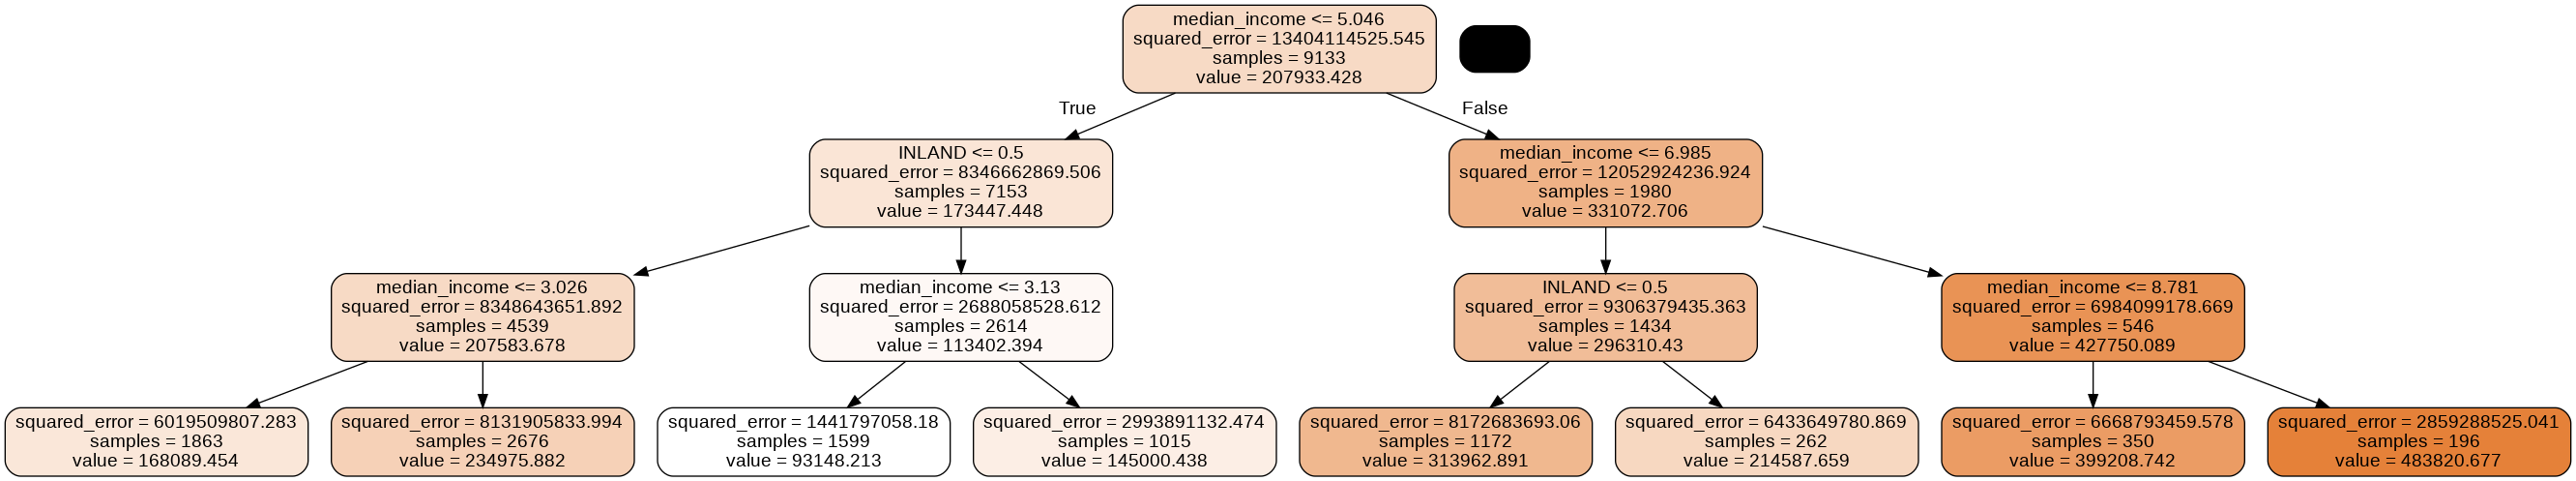 median_income <= 5.046
squared_error = 13404114525.545
samples = 9133
value = 207933.428
True
False
INLAND <= 0.5
squared_error = 8346662869.506
samples = 7153
value = 173447.448
median_income <= 6.985
squared_error = 12052924236.924
samples = 1980
value = 331072.706
median_income <= 3.026
squared_error = 8348643651.892
samples = 4539
value = 207583.678
median_income <= 3.13
squared_error = 2688058528.612
samples = 2614
value = 113402.394
INLAND <= 0.5
squared_error = 9306379435.363
samples = 1434
value = 296310.43
median_income <= 8.781
squared_error = 6984099178.669
samples = 546
value = 427750.089
squared_error = 6019509807.283
samples = 1863
value = 168089.454
squared_error = 8131905833.994
samples = 2676
value = 234975.882
squared_error = 1441797058.18
samples = 1599
value = 93148.213
squared_error = 2993891132.474
samples = 1015
value = 145000.438
squared_error = 8172683693.06
samples = 1172
value = 313962.891
squared_error = 6433649780.869
samples = 262
value = 214587.659
squared_error = 6668793459.578
samples = 350
value = 399208.742
squared_error = 2859288525.041
samples = 196
value = 483820.677